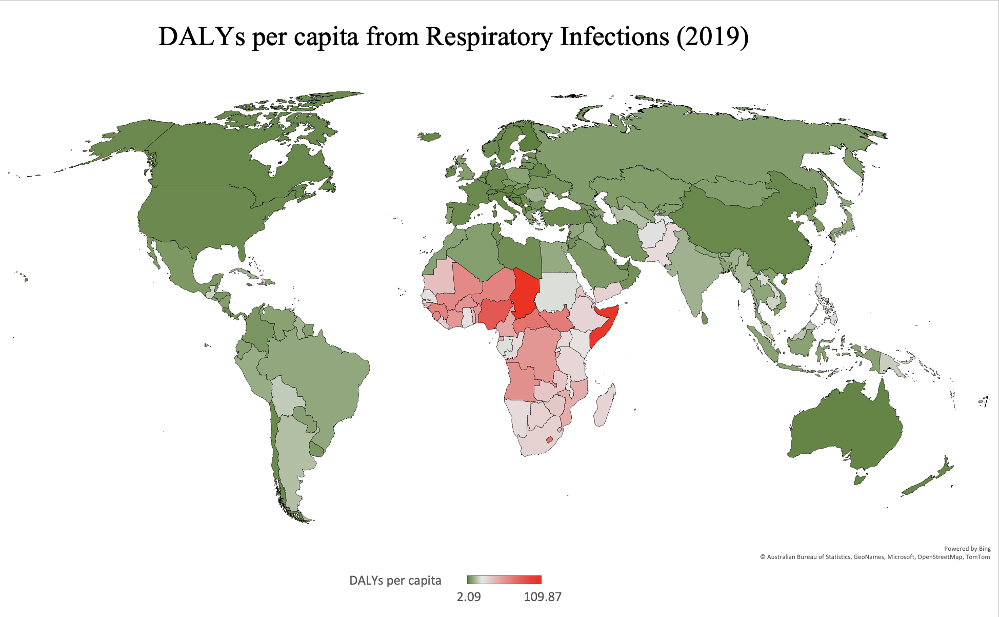 DALYs per capita from Respiratory Infections (2019)
Powered by Bing
© Australian Bureau of Statistics, GeoNames, Microsoft, OpenStreetMap, TomTom
DALYs per capita
2.09 109.87